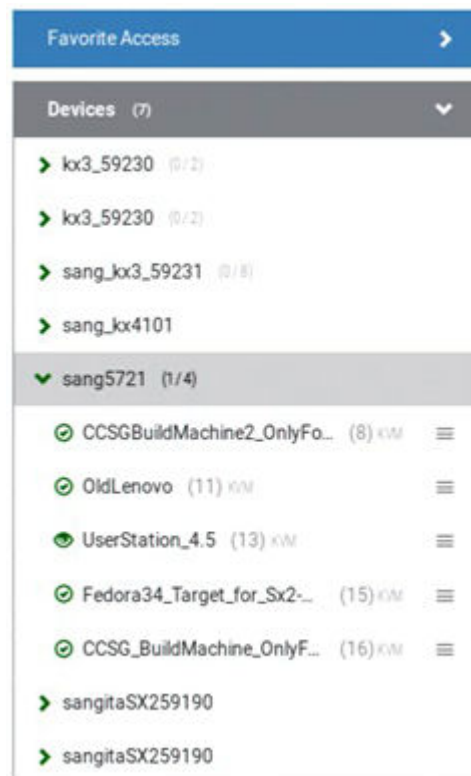 Favorite Access
Devices (7)
kx3_59230 (0/2)
kx3_59230 (0/2)
sang_kx3_59231 (0/8)
sang_kx4101
sang5721 (1/4)
CCSGBuildMachine2_OnlyFo... (8) KVM
OldLenovo (11) KVM
UserStation_4.5 (13) KVM
Fedora34_Target_for_Sx2-... (15) KVM
CCSG_BuildMachine_OnlyF... (16) KVM
sangitaSX259190
sangitaSX259190